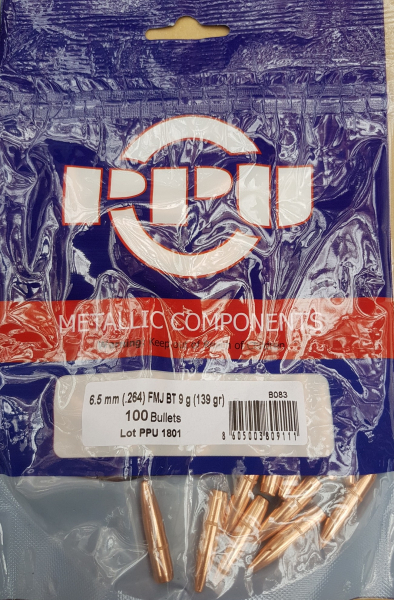 PPU
METALLIC COMPONENTS
6.5 mm (.264) FMJ BT 9 g (139 gr)
100 Bullets
Lot PPU 1801
B083
8 605003 809111